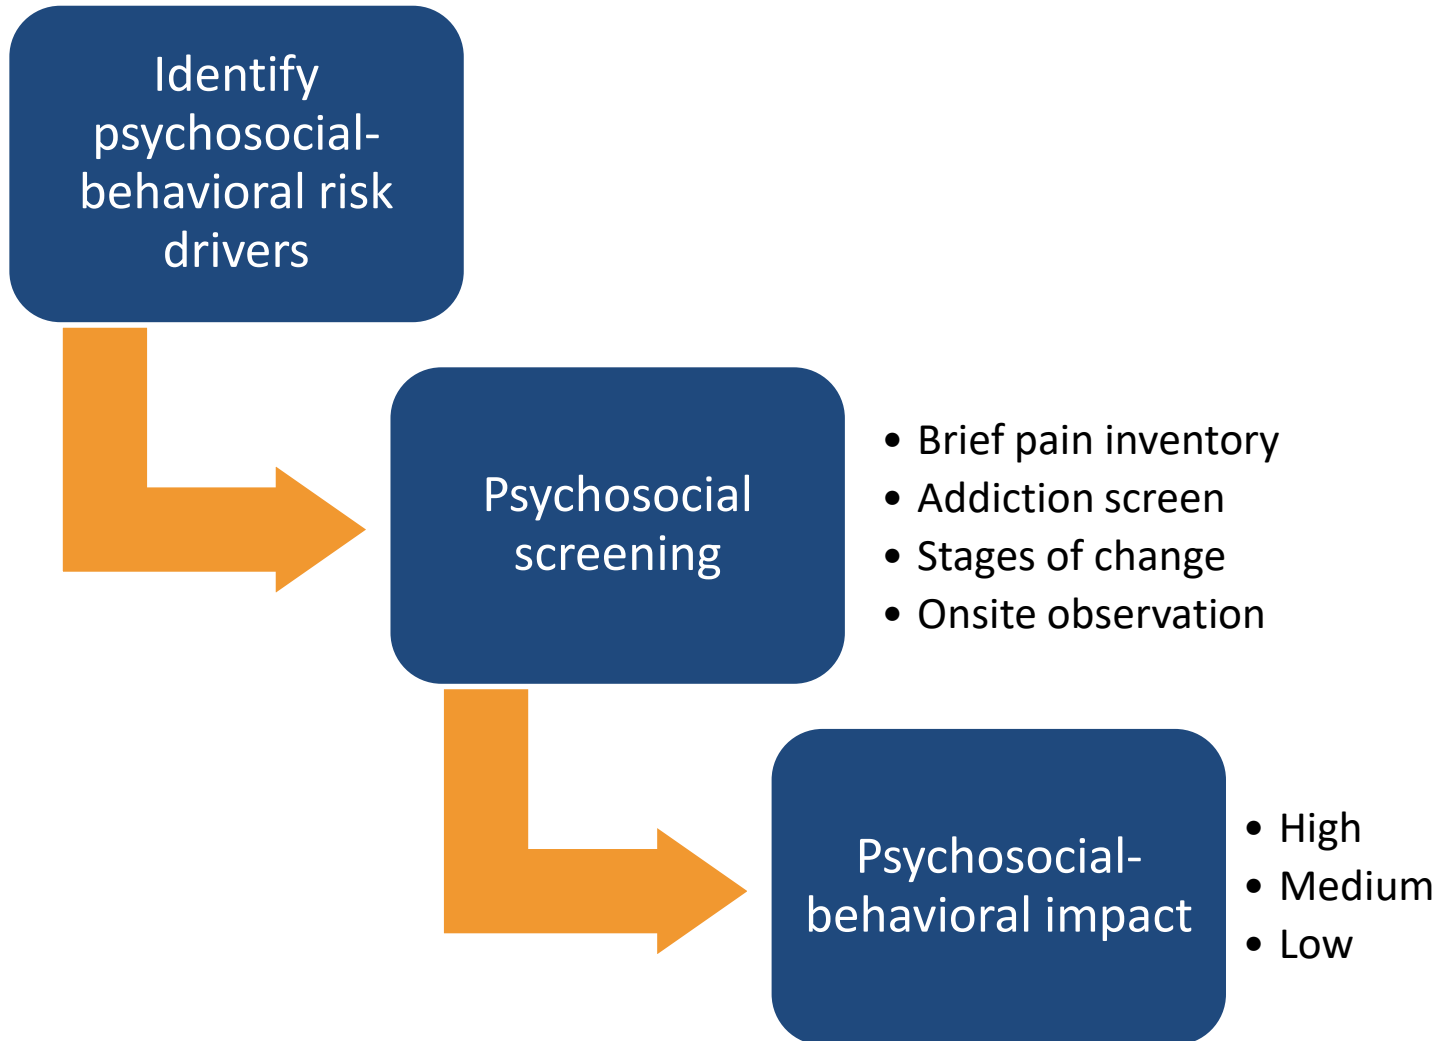 Identify
psychosocial-
behavioral risk
drivers
Psychosocial
screening
• Brief pain inventory
• Addiction screen
• Stages of change
• Onsite observation
Psychosocial-
behavioral impact
• High
• Medium
• Low